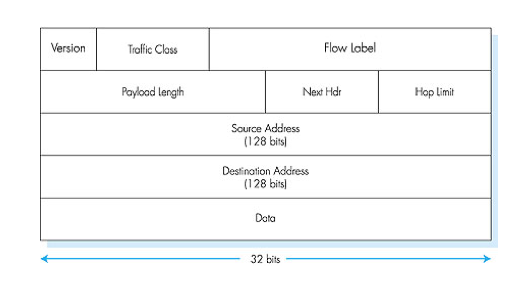 Version Traffic Class Flow Label
Payload Length Next Hdr Hop Limit
Source Address
(128 bits)
Destination Address
(128 bits)
Data
32 bits